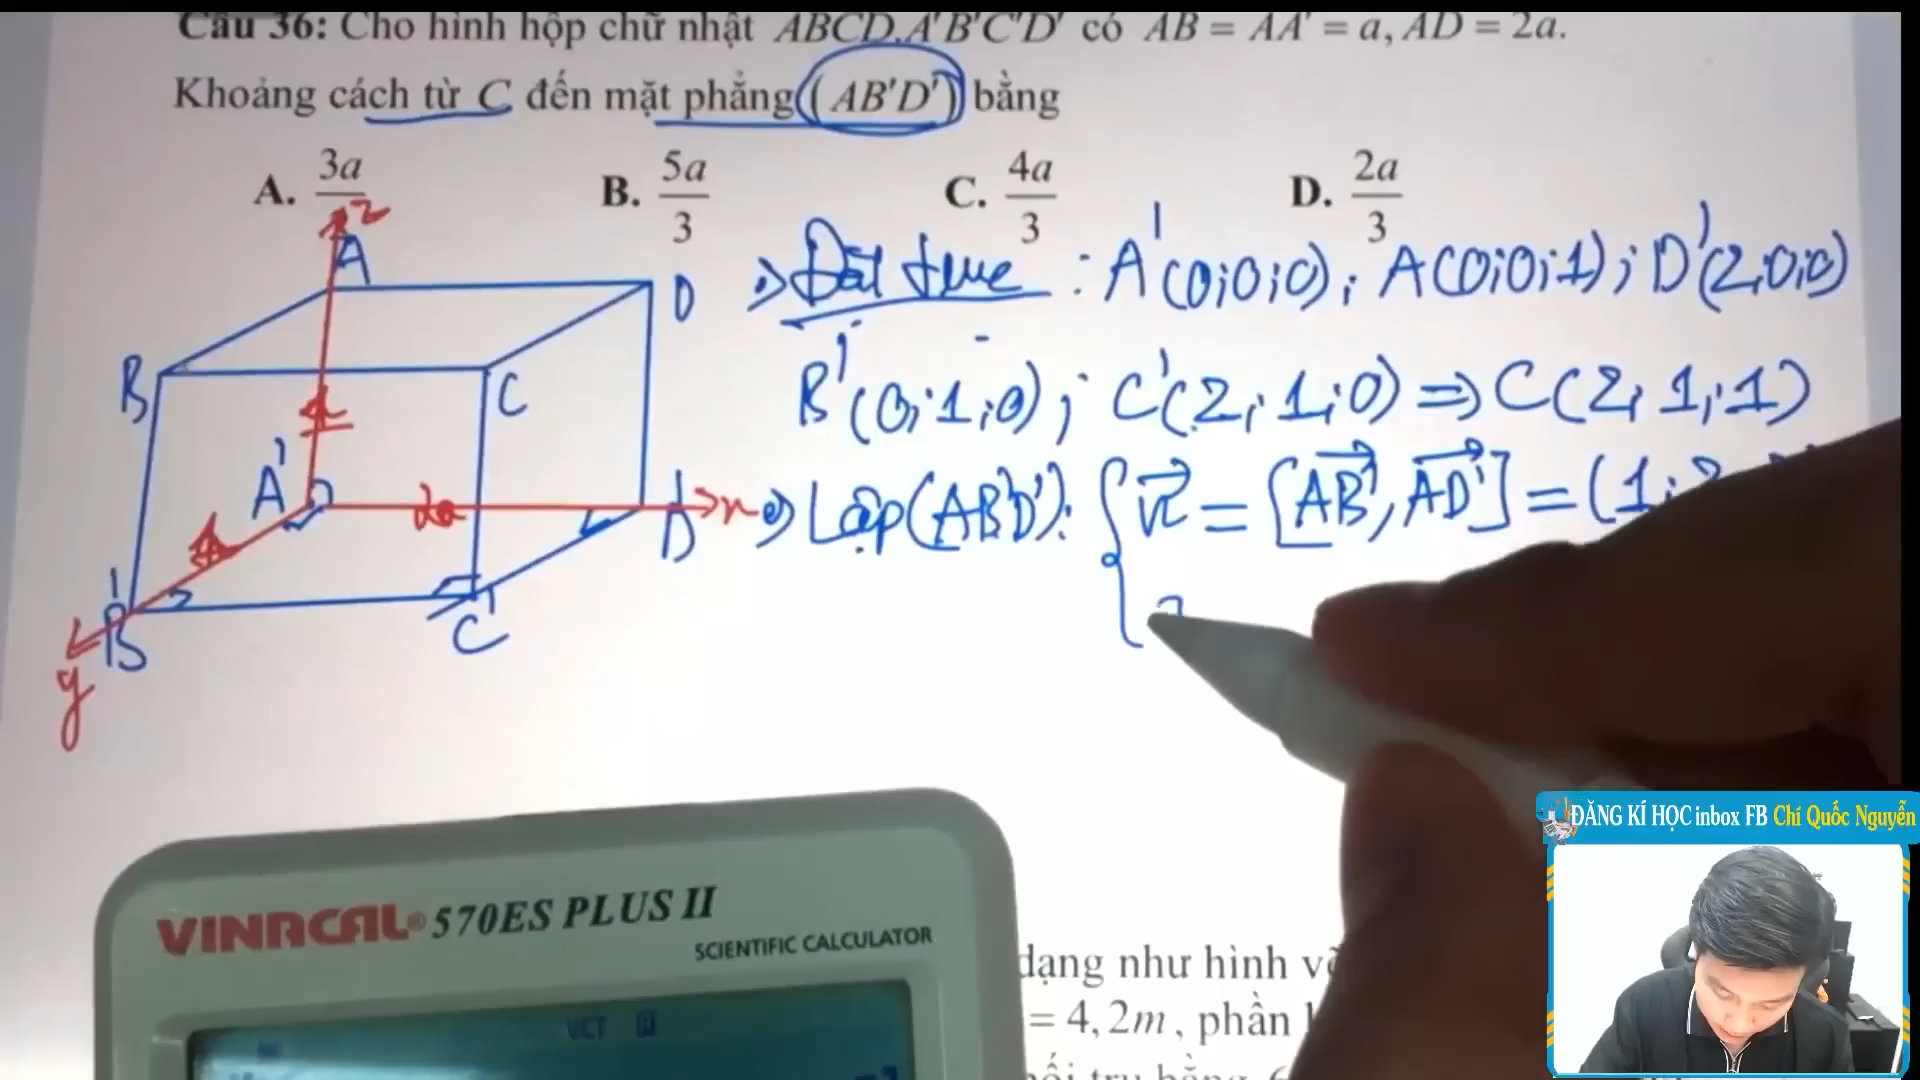 Câu 36: Cho hình hộp chữ nhật ABCD.A'B'C'D' có AB = AA' = a, AD = 2a.
Khoảng cách từ C đến mặt phẳng (AB'D') bằng
A. 3a B. 5a/3 C. 4a/3 D. 2a/3
z
A
D
B
C
A'
a
a
2a
D'
x
B'
C'
y
=> Đặt trục : A'(0;0;0); A(0;0;1); D'(2;0;0)
B'(0;1;0); C'(2;1;0) => C(2;1;1)
=> Lập (AB'D'): { n = [AB', AD'] = (1;
VINACAL® 570ES PLUS II
SCIENTIFIC CALCULATOR
VCT
dạng như hình vẽ
= 4,2m, phần
ĐĂNG KÍ HỌC inbox FB Chí Quốc Nguyễn